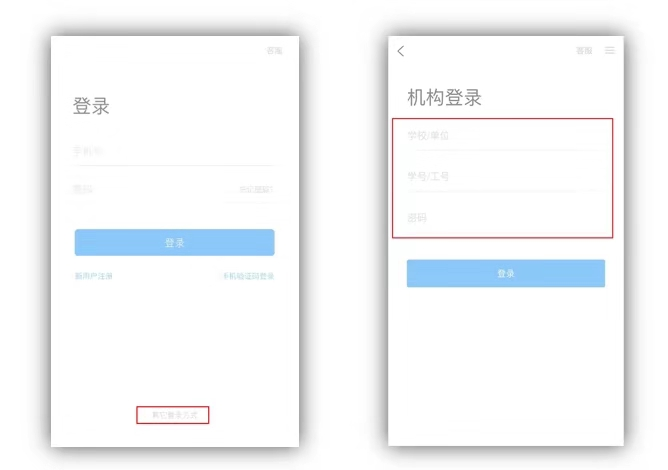 客服
登录
手机号
密码
忘记密码?
登录
新用户注册
手机验证码登录
其它登录方式
客服
机构登录
学校/单位
学号/工号
密码
登录